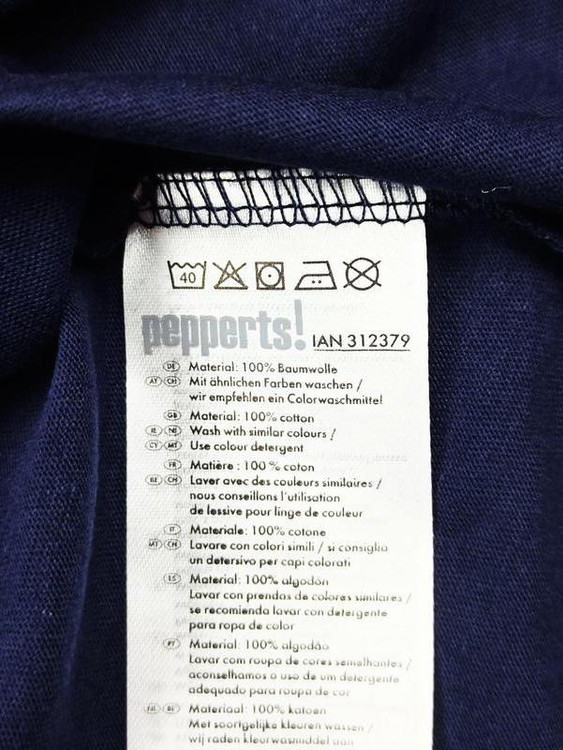 40
pepperts!
IAN 312379
DE Material: 100% Baumwolle
AT CH Mit ähnlichen Farben waschen /
wir empfehlen ein Colorwaschmittel
GB Material: 100% cotton
IE Wash with similar colours /
CY MT Use colour detergent
FR Matière : 100 % coton
BE CH Laver avec des couleurs similaires /
nous conseillons l'utilisation
de lessive pour linge de couleur
IT Materiale: 100% cotone
MT CH Lavare con colori simili / si consiglia
un detersivo per capi colorati
ES Material: 100% algodón
Lavar con prendas de colores similares /
se recomienda lavar con detergente
para ropa de color
PT Material: 100% algodão
Lavar com roupa de cores semelhantes /
aconselhamos o uso de um detergente
adequado para roupa de cor
NL BE Materiaal: 100% katoen
Met soortgelijke kleuren wassen /
wij raden kleurwasmiddel aan